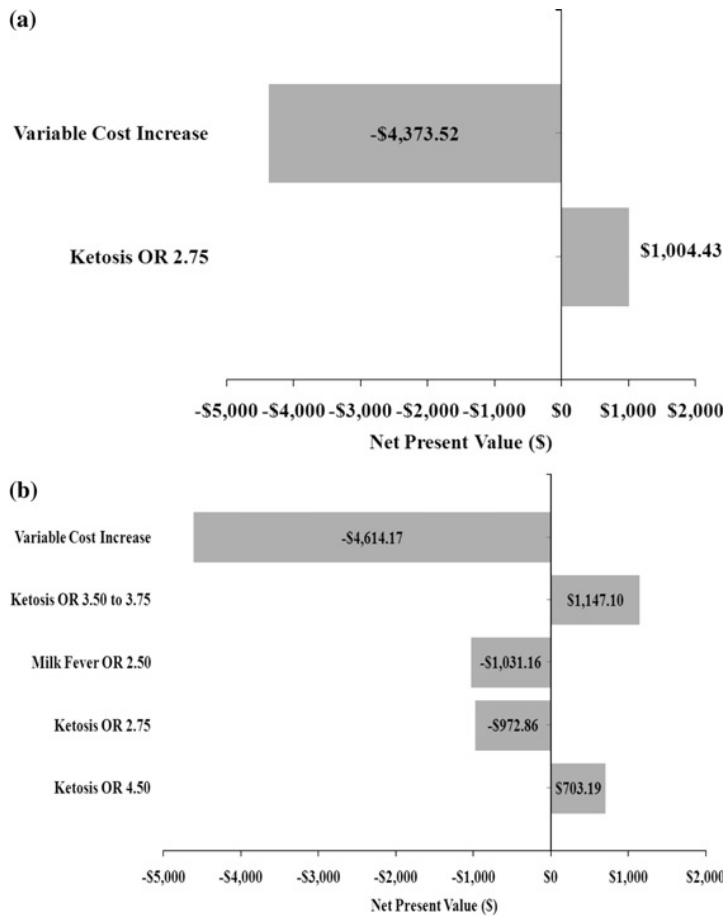 (a)
Variable Cost Increase
-$4,373.52
Ketosis OR 2.75
$1,004.43
-$5,000 -$4,000 -$3,000 -$2,000 -$1,000 $0 $1,000 $2,000
Net Present Value ($)
(b)
Variable Cost Increase
-$4,614.17
Ketosis OR 3.50 to 3.75
$1,147.10
Milk Fever OR 2.50
-$1,031.16
Ketosis OR 2.75
-$972.86
Ketosis OR 4.50
$703.19
-$5,000 -$4,000 -$3,000 -$2,000 -$1,000 $0 $1,000 $2,000
Net Present Value ($)